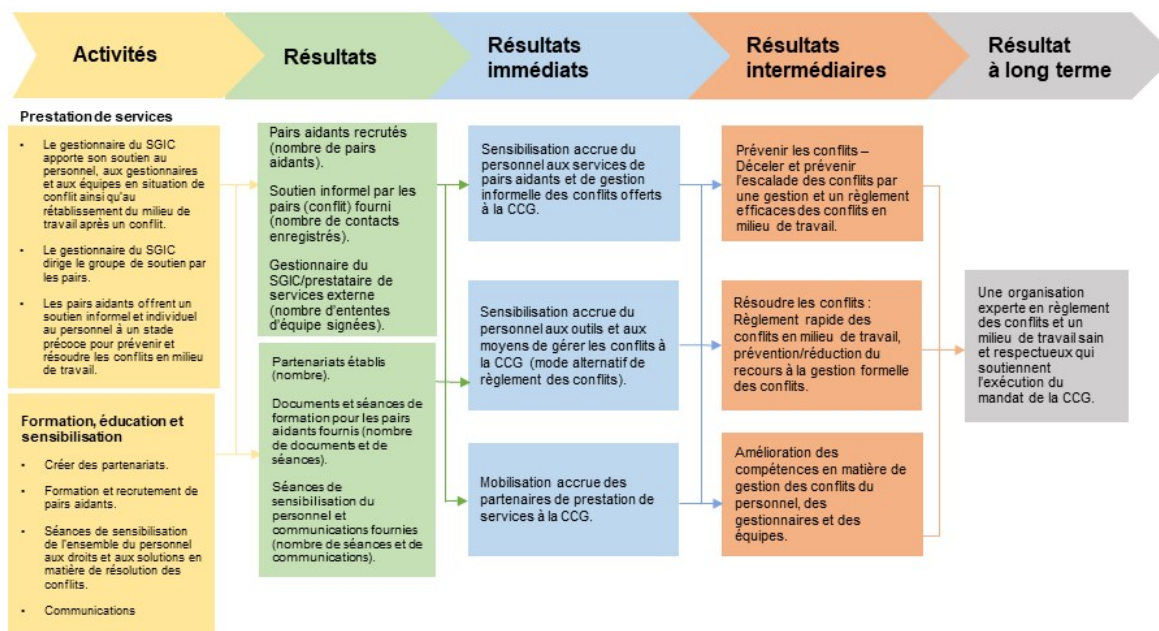 Activités
Résultats
Résultats
immédiats
Résultats
intermédiaires
Résultat
à long terme
Prestation de services
• Le gestionnaire du SGIC
apporte son soutien au
personnel, aux gestionnaires
et aux équipes en situation de
conflit ainsi qu'au
rétablissement du milieu de
travail après un conflit.
• Le gestionnaire du SGIC
dirige le groupe de soutien par
les pairs.
• Les pairs aidants offrent un
soutien informel et individuel
au personnel à un stade
précoce pour prévenir et
résoudre les conflits en milieu
de travail.
Formation, éducation et
sensibilisation
• Créer des partenariats.
• Formation et recrutement de
pairs aidants.
• Séances de sensibilisation
de l'ensemble du personnel
aux droits et aux solutions en
matière de résolution des
conflits.
• Communications
Pairs aidants recrutés
(nombre de pairs
aidants).
Soutien informel par les
pairs (conflit) fourni
(nombre de contacts
enregistrés).
Gestionnaire du
SGIC/prestataire de
services externe
(nombre d'ententes
d'équipe signées).
Partenariats établis
(nombre).
Documents et séances de
formation pour les pairs
aidants fournis (nombre
de documents et de
séances).
Séances de
sensibilisation du
personnel et
communications fournies
(nombre de séances et de
communications).
Sensibilisation accrue du
personnel aux services de
pairs aidants et de gestion
informelle des conflits offerts
à la CCG.
Sensibilisation accrue du
personnel aux outils et aux
moyens de gérer les conflits à
la CCG (mode alternatif de
règlement des conflits).
Mobilisation accrue des
partenaires de prestation de
services à la CCG.
Prévenir les conflits –
Déceler et prévenir
l'escalade des conflits par
une gestion et un règlement
efficaces des conflits en
milieu de travail.
Résoudre les conflits :
Règlement rapide des
conflits en milieu de travail,
prévention/réduction du
recours à la gestion formelle
des conflits.
Amélioration des
compétences en matière de
gestion des conflits du
personnel, des
gestionnaires et des
équipes.
Une organisation
experte en règlement
des conflits et un
milieu de travail sain
et respectueux qui
soutiennent
l'exécution du
mandat de la CCG.